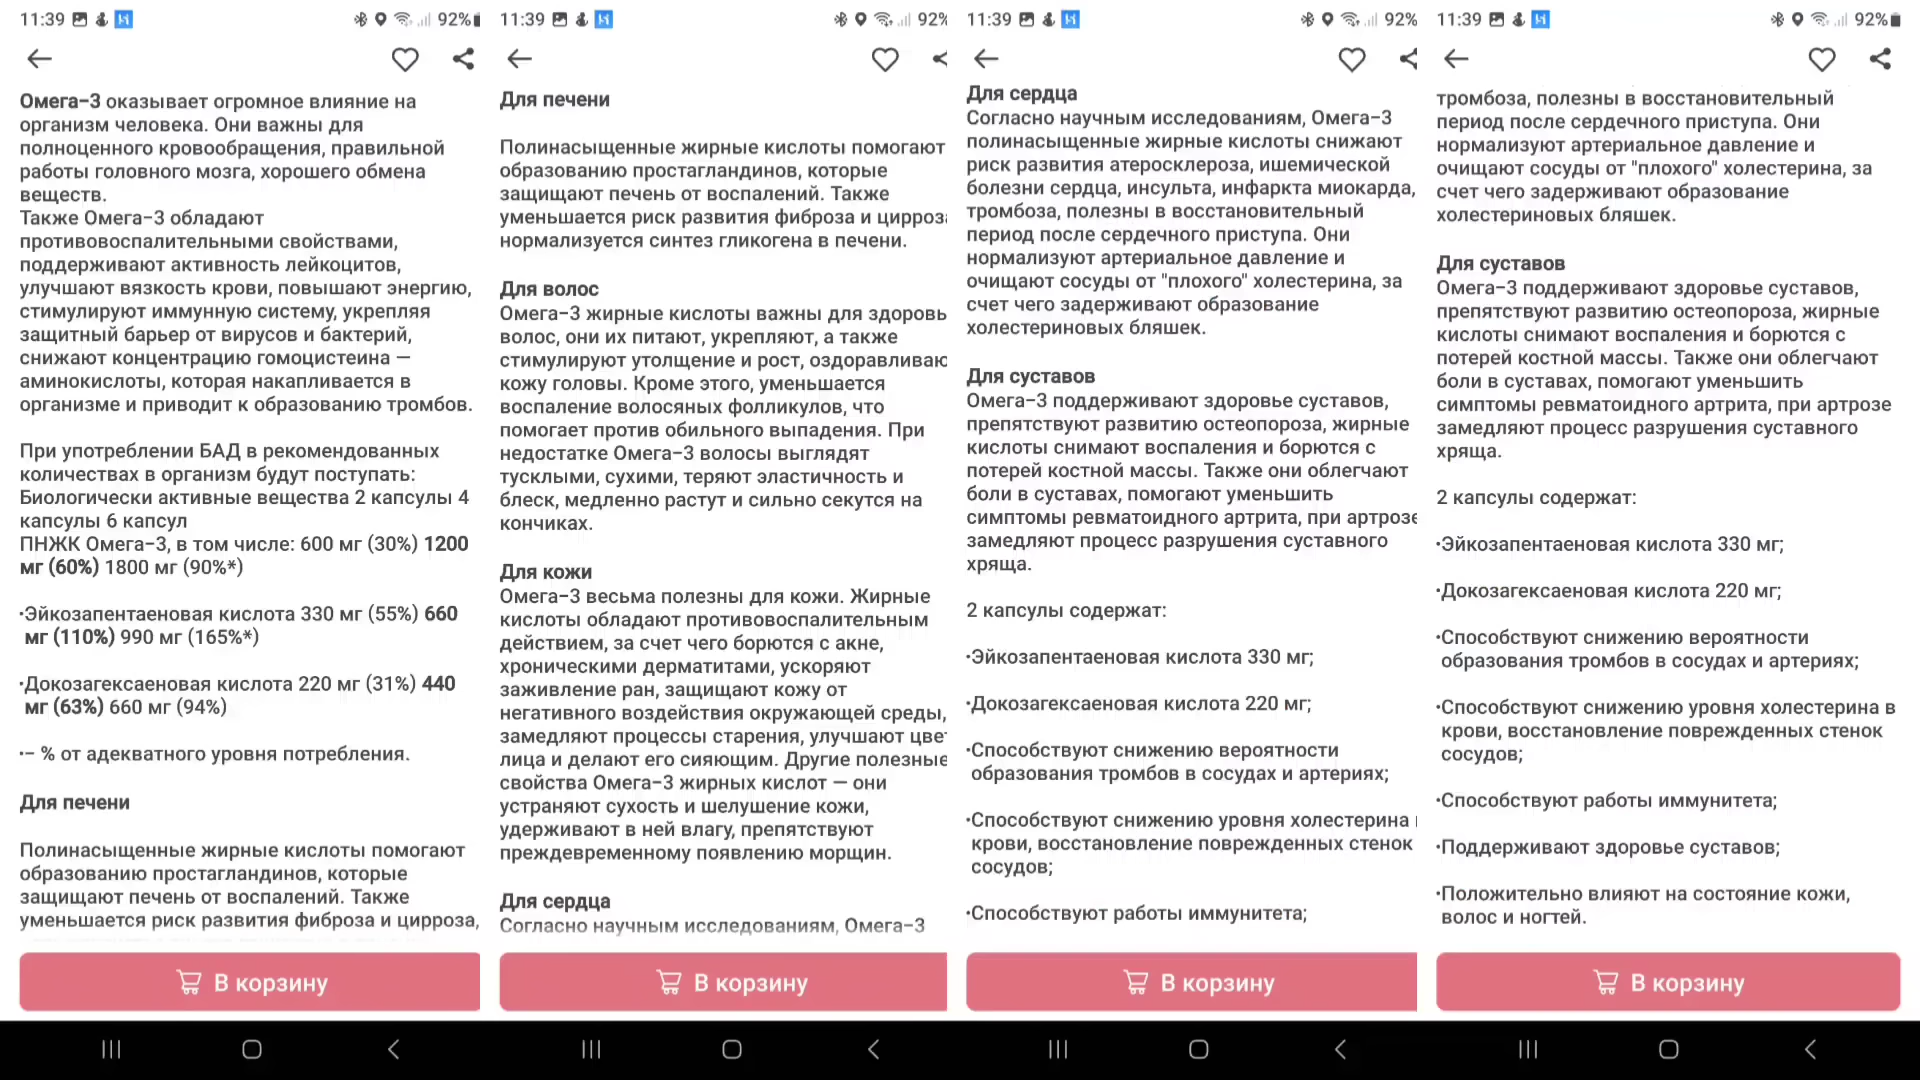 11:39
92%
Омега-3 оказывает огромное влияние на
организм человека. Они важны для
полноценного кровообращения, правильной
работы головного мозга, хорошего обмена
веществ.
Также Омега-3 обладают
противовоспалительными свойствами,
поддерживают активность лейкоцитов,
улучшают вязкость крови, повышают энергию,
стимулируют иммунную систему, укрепляя
защитный барьер от вирусов и бактерий,
снижают концентрацию гомоцистеина —
аминокислоты, которая накапливается в
организме и приводит к образованию тромбов.
При употреблении БАД в рекомендованных
количествах в организм будут поступать:
Биологически активные вещества 2 капсулы 4
капсулы 6 капсул
ПНЖК Омега-3, в том числе: 600 мг (30%) 1200
мг (60%) 1800 мг (90%*)
·Эйкозапентаеновая кислота 330 мг (55%) 660
мг (110%) 990 мг (165%*)
·Докозагексаеновая кислота 220 мг (31%) 440
мг (63%) 660 мг (94%)
·– % от адекватного уровня потребления.
Для печени
Полинасыщенные жирные кислоты помогают
образованию простагландинов, которые
защищают печень от воспалений. Также
уменьшается риск развития фиброза и цирроза,
В корзину
11:39
92%
Для печени
Полинасыщенные жирные кислоты помогают
образованию простагландинов, которые
защищают печень от воспалений. Также
уменьшается риск развития фиброза и цирроз
нормализуется синтез гликогена в печени.
Для волос
Омега-3 жирные кислоты важны для здоровь
волос, они их питают, укрепляют, а также
стимулируют утолщение и рост, оздоравливаю
кожу головы. Кроме этого, уменьшается
воспаление волосяных фолликулов, что
помогает против обильного выпадения. При
недостатке Омега-3 волосы выглядят
тусклыми, сухими, теряют эластичность и
блеск, медленно растут и сильно секутся на
кончиках.
Для кожи
Омега-3 весьма полезны для кожи. Жирные
кислоты обладают противовоспалительным
действием, за счет чего борются с акне,
хроническими дерматитами, ускоряют
заживление ран, защищают кожу от
негативного воздействия окружающей среды,
замедляют процессы старения, улучшают цвет
лица и делают его сияющим. Другие полезные
свойства Омега-3 жирных кислот — они
устраняют сухость и шелушение кожи,
удерживают в ней влагу, препятствуют
преждевременному появлению морщин.
Для сердца
Согласно научным исследованиям, Омега-3
В корзину
11:39
92%
Для сердца
Согласно научным исследованиям, Омега-3
полинасыщенные жирные кислоты снижают
риск развития атеросклероза, ишемической
болезни сердца, инсульта, инфаркта миокарда,
тромбоза, полезны в восстановительный
период после сердечного приступа. Они
нормализуют артериальное давление и
очищают сосуды от "плохого" холестерина, за
счет чего задерживают образование
холестериновых бляшек.
Для суставов
Омега-3 поддерживают здоровье суставов,
препятствуют развитию остеопороза, жирные
кислоты снимают воспаления и борются с
потерей костной массы. Также они облегчают
боли в суставах, помогают уменьшить
симптомы ревматоидного артрита, при артрозе
замедляют процесс разрушения суставного
хряща.
2 капсулы содержат:
·Эйкозапентаеновая кислота 330 мг;
·Докозагексаеновая кислота 220 мг;
·Способствуют снижению вероятности
образования тромбов в сосудах и артериях;
·Способствуют снижению уровня холестерина
крови, восстановление поврежденных стенок
сосудов;
·Способствуют работы иммунитета;
В корзину
11:39
92%
тромбоза, полезны в восстановительный
период после сердечного приступа. Они
нормализуют артериальное давление и
очищают сосуды от "плохого" холестерина, за
счет чего задерживают образование
холестериновых бляшек.
Для суставов
Омега-3 поддерживают здоровье суставов,
препятствуют развитию остеопороза, жирные
кислоты снимают воспаления и борются с
потерей костной массы. Также они облегчают
боли в суставах, помогают уменьшить
симптомы ревматоидного артрита, при артрозе
замедляют процесс разрушения суставного
хряща.
2 капсулы содержат:
·Эйкозапентаеновая кислота 330 мг;
·Докозагексаеновая кислота 220 мг;
·Способствуют снижению вероятности
образования тромбов в сосудах и артериях;
·Способствуют снижению уровня холестерина в
крови, восстановление поврежденных стенок
сосудов;
·Способствуют работы иммунитета;
·Поддерживают здоровье суставов;
·Положительно влияют на состояние кожи,
волос и ногтей.
В корзину